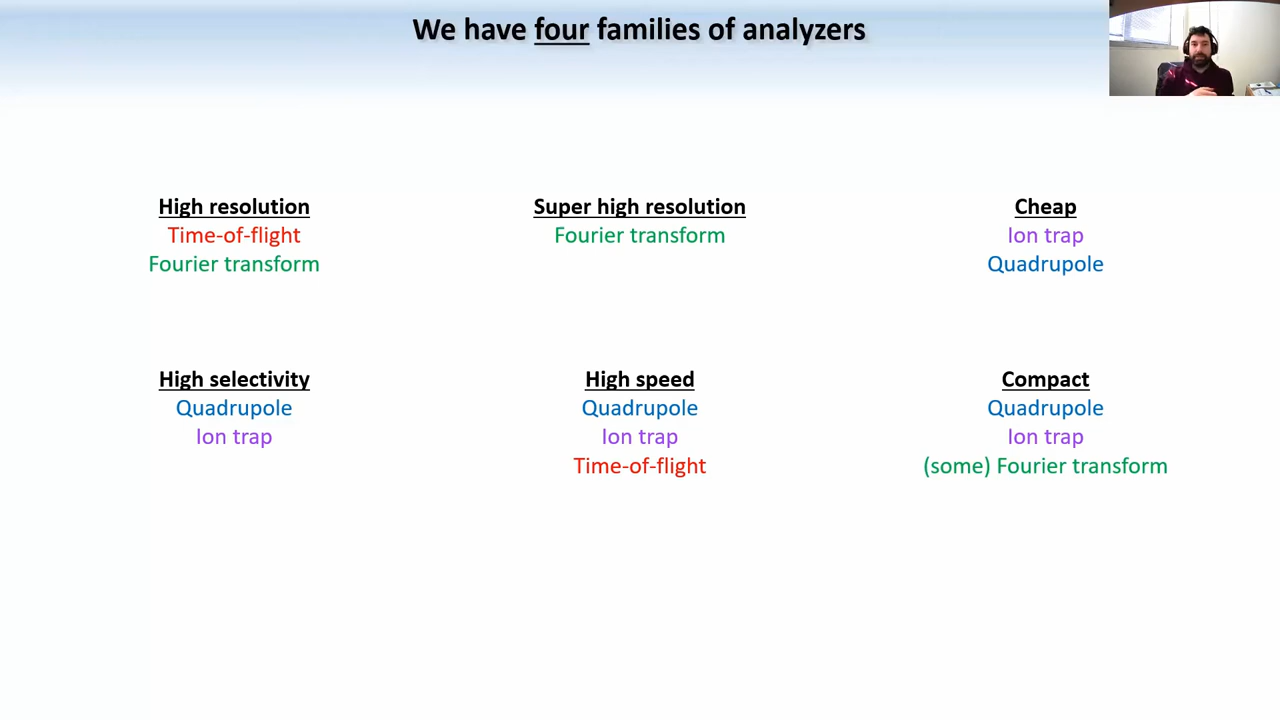 We have four families of analyzers
High resolution
Time-of-flight
Fourier transform
Super high resolution
Fourier transform
Cheap
Ion trap
Quadrupole
High selectivity
Quadrupole
Ion trap
High speed
Quadrupole
Ion trap
Time-of-flight
Compact
Quadrupole
Ion trap
(some) Fourier transform